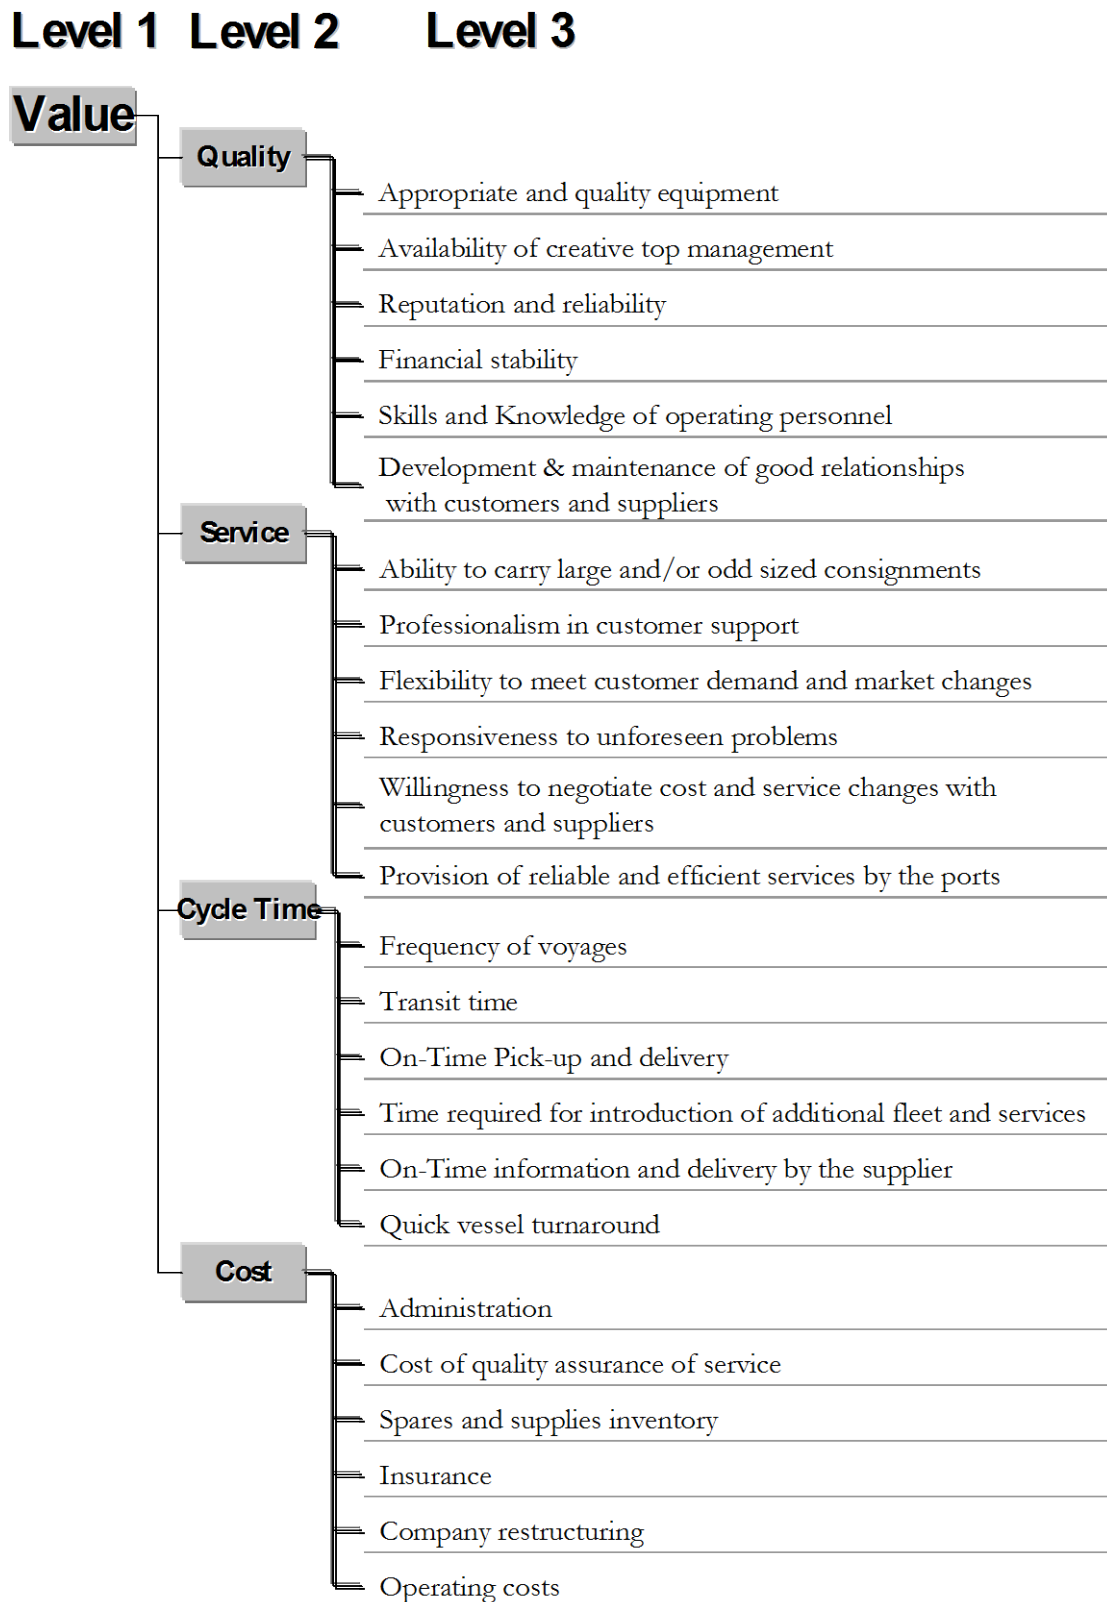 Level 1 Level 2 Level 3
Value
Quality
Appropriate and quality equipment
Availability of creative top management
Reputation and reliability
Financial stability
Skills and Knowledge of operating personnel
Development & maintenance of good relationships
with customers and suppliers
Service
Ability to carry large and/or odd sized consignments
Professionalism in customer support
Flexibility to meet customer demand and market changes
Responsiveness to unforeseen problems
Willingness to negotiate cost and service changes with
customers and suppliers
Provision of reliable and efficient services by the ports
Cycle Time
Frequency of voyages
Transit time
On-Time Pick-up and delivery
Time required for introduction of additional fleet and services
On-Time information and delivery by the supplier
Quick vessel turnaround
Cost
Administration
Cost of quality assurance of service
Spares and supplies inventory
Insurance
Company restructuring
Operating costs